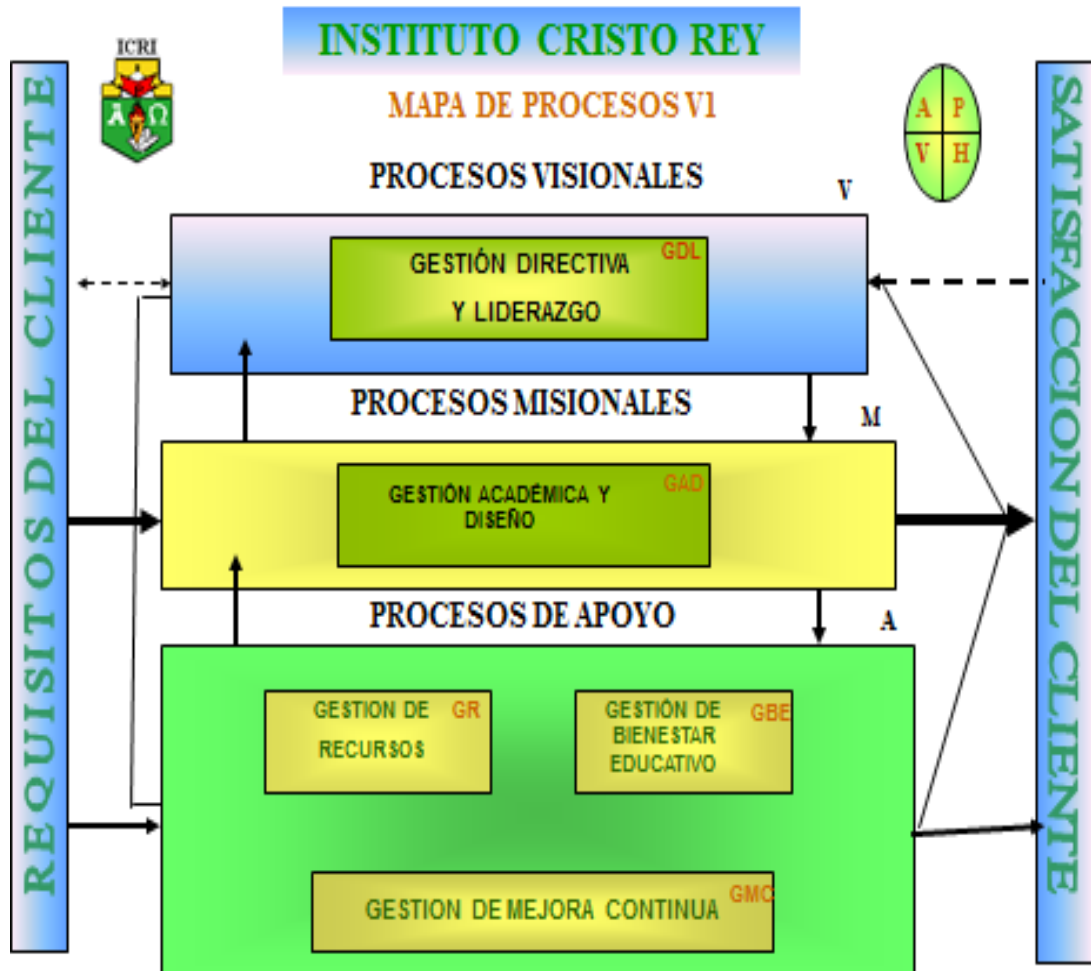 INSTITUTO CRISTO REY
ICRI
Α Ω
MAPA DE PROCESOS V1
A P
V H
REQUISITOS DEL CLIENTE
SATISFACCION DEL CLIENTE
PROCESOS VISIONALES
V
GESTIÓN DIRECTIVA
Y LIDERAZGO
GDL
PROCESOS MISIONALES
M
GESTIÓN ACADÉMICA Y
DISEÑO
GAD
PROCESOS DE APOYO
A
GESTION DE
RECURSOS
GR
GESTIÓN DE
BIENESTAR
EDUCATIVO
GBE
GESTION DE MEJORA CONTINUA
GMC